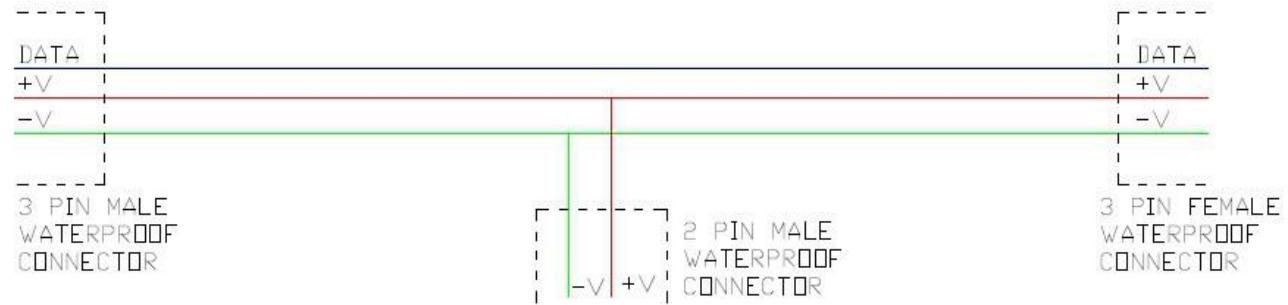 DATA
+V
-V
3 PIN MALE
WATERPROOF
CONNECTOR
-V +V
2 PIN MALE
WATERPROOF
CONNECTOR
DATA
+V
-V
3 PIN FEMALE
WATERPROOF
CONNECTOR